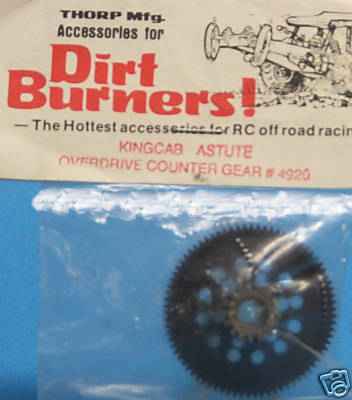 THORP Mfg.
Accessories for
Dirt
Burners!
— The Hottest accessories for RC off road racin
KINGCAB ASTUTE
OVERDRIVE COUNTER GEAR # 4920